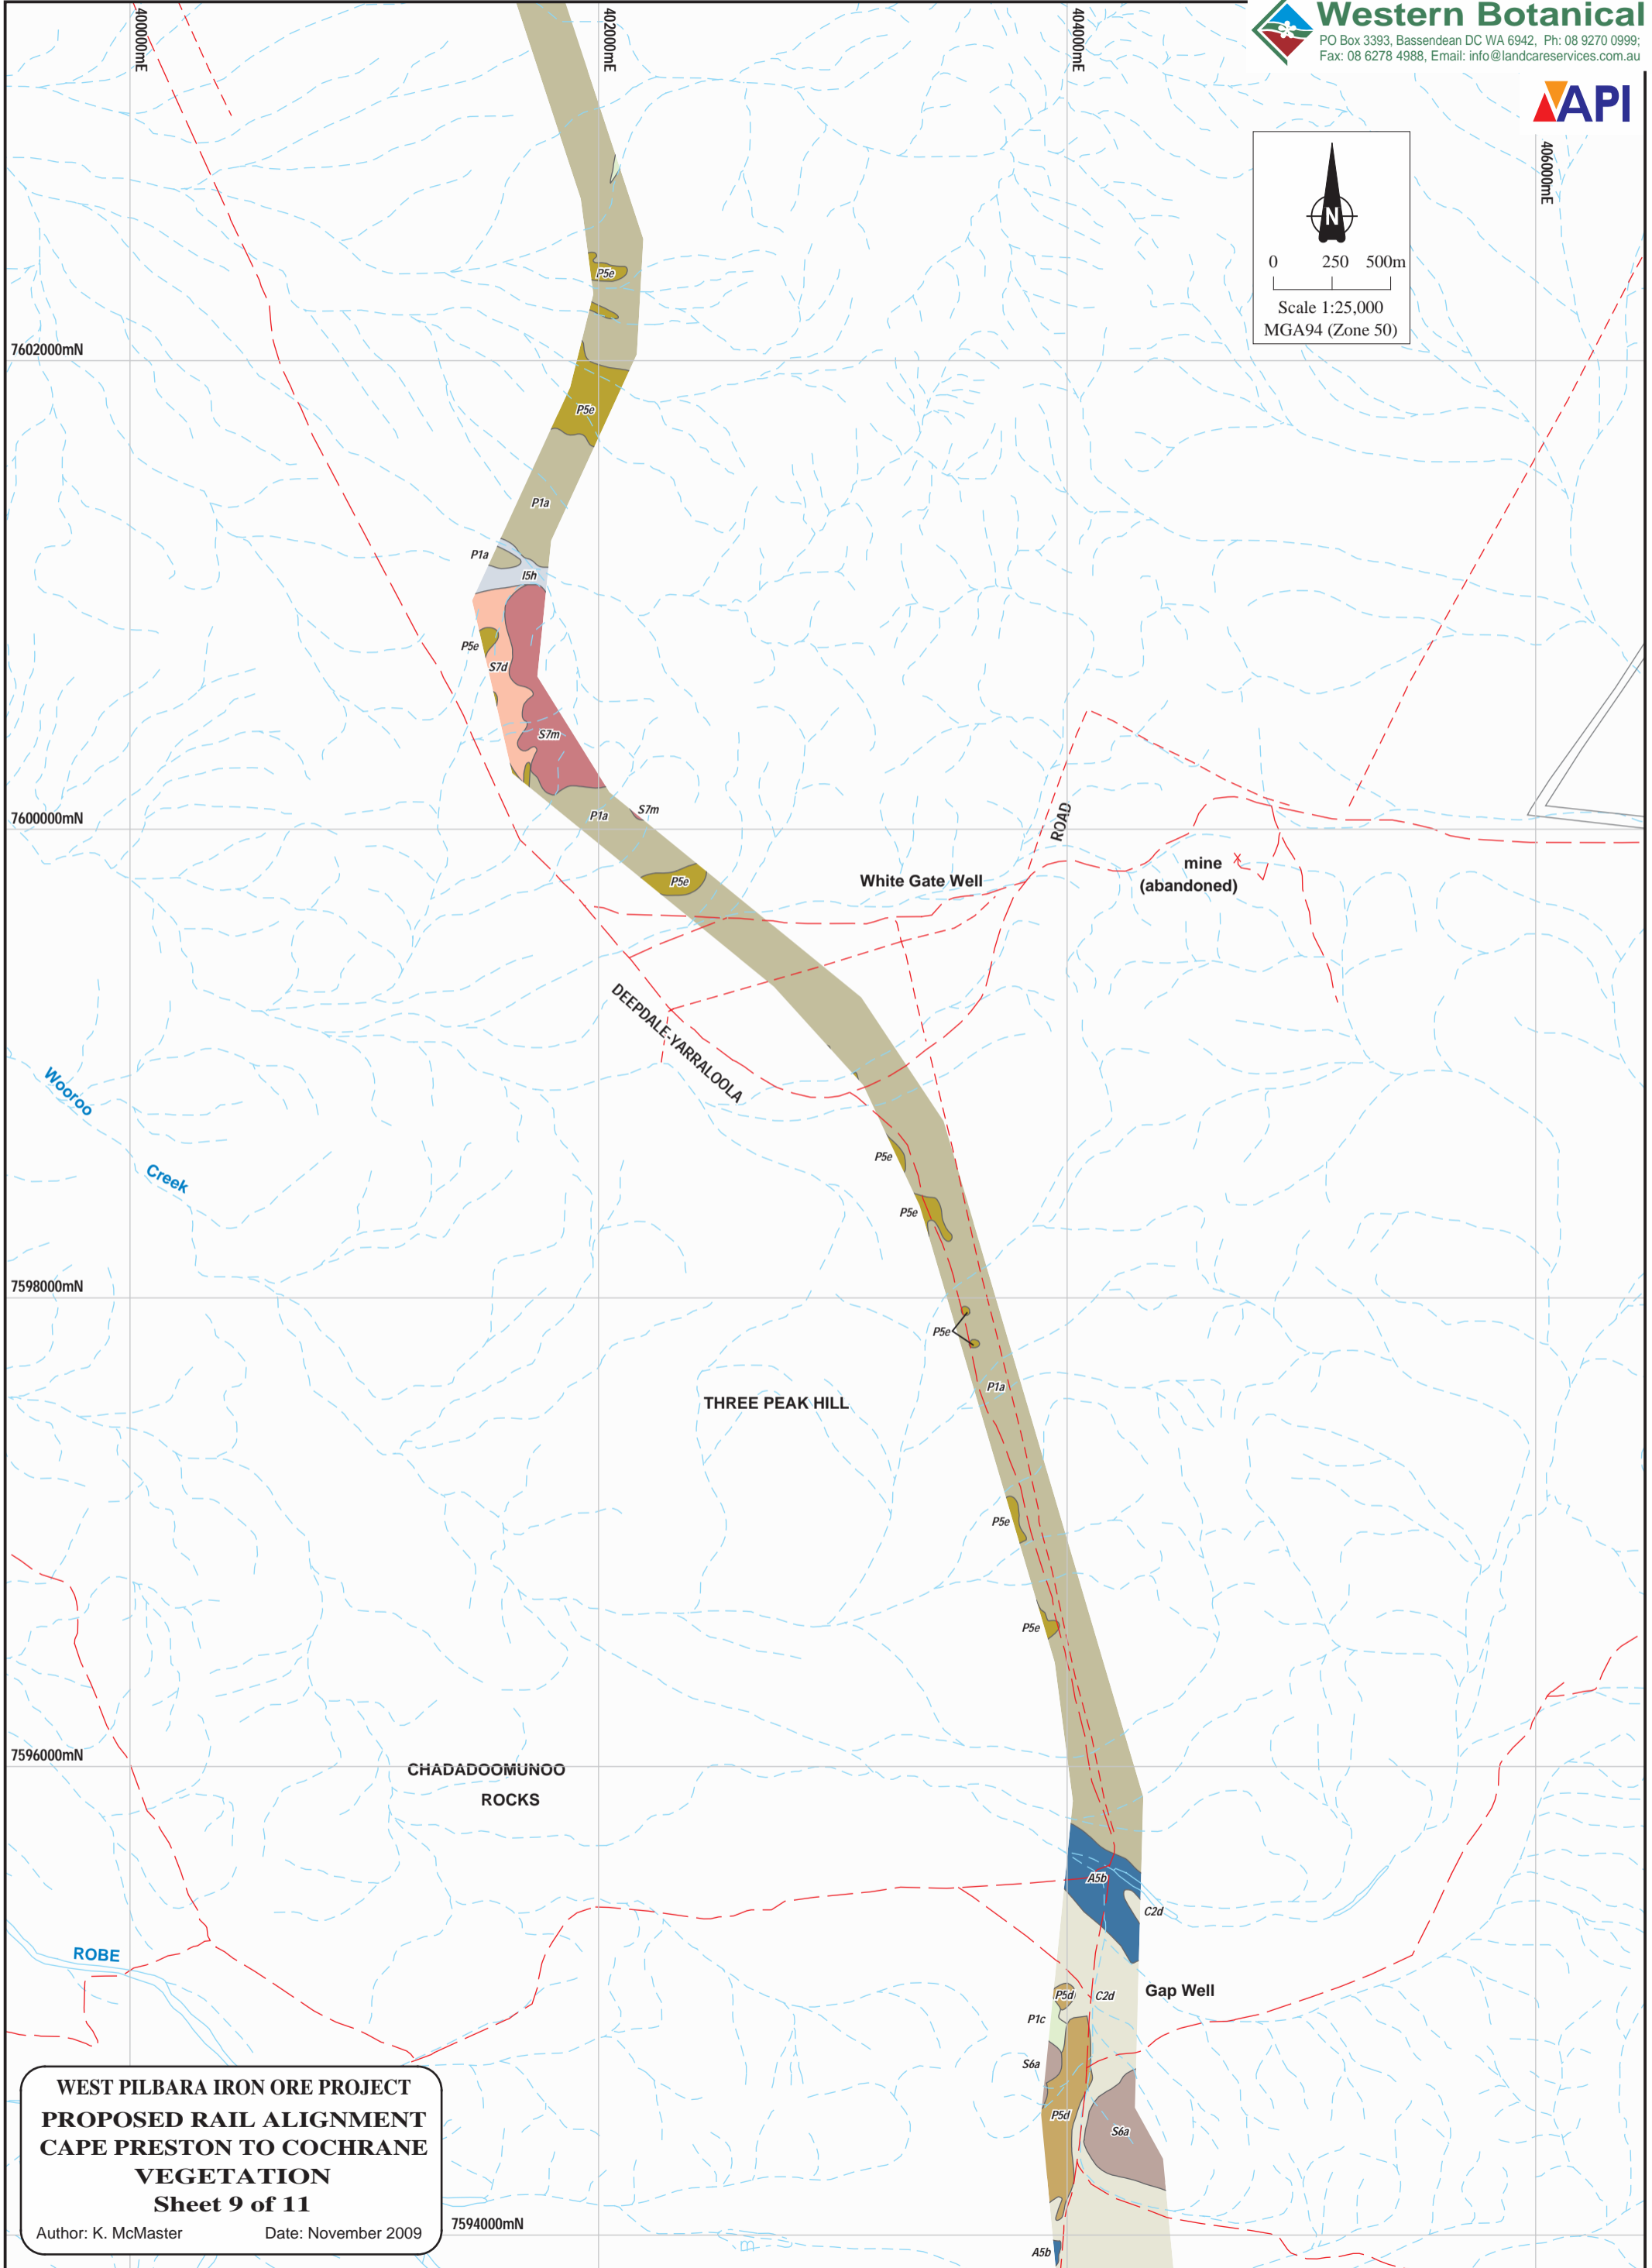 400000mE
402000mE
404000mE
406000mE
Western Botanical
PO Box 3393, Bassendean DC WA 6942, Ph: 08 9270 0999;
Fax: 08 6278 4988, Email: info@landcareservices.com.au
API
N
0 250 500m
Scale 1:25,000
MGA94 (Zone 50)
P5e
7602000mN
P5e
P1a
P1a
I5h
P5e
S7d
S7m
S7m
P1a
7600000mN
ROAD
mine
(abandoned)
X
White Gate Well
P5e
DEEPDALE-YARRALOOLA
Wooroo
Creek
P5e
P5e
7598000mN
P5e
P1a
THREE PEAK HILL
P5e
P5e
7596000mN
CHADADOOMUNOO
ROCKS
A5b
C2d
ROBE
Gap Well
P5d
C2d
P1c
S6a
P5d
S6a
WEST PILBARA IRON ORE PROJECT
PROPOSED RAIL ALIGNMENT
CAPE PRESTON TO COCHRANE
VEGETATION
Sheet 9 of 11
Author: K. McMaster Date: November 2009
7594000mN
A5b